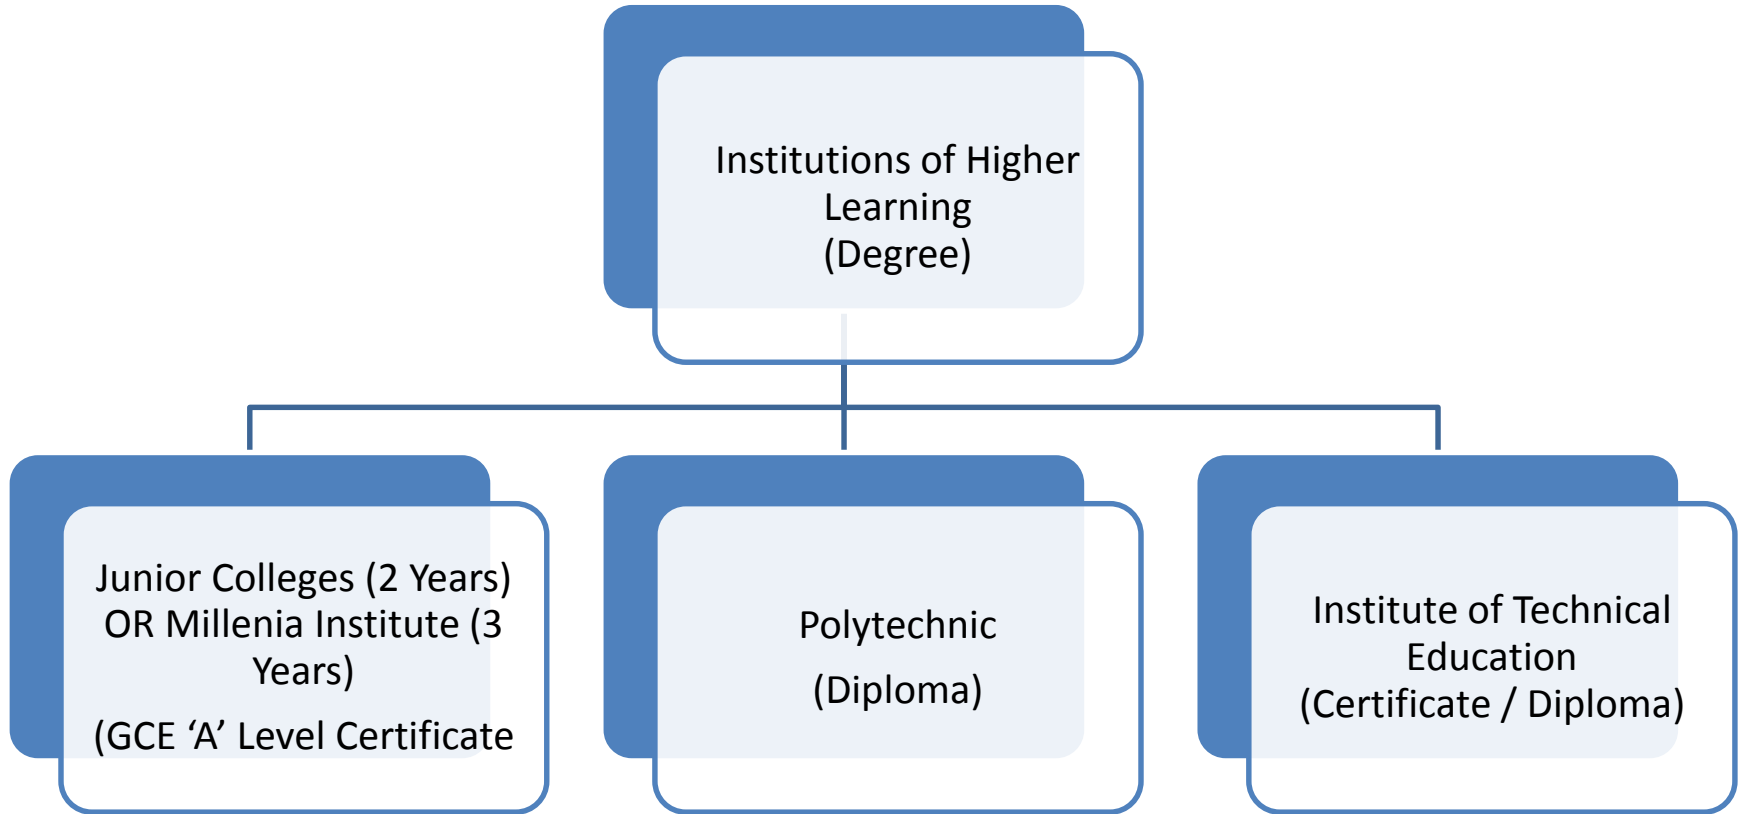 Institutions of Higher
Learning
(Degree)
Junior Colleges (2 Years)
OR Millenia Institute (3
Years)
(GCE ‘A’ Level Certificate
Polytechnic
(Diploma)
Institute of Technical
Education
(Certificate / Diploma)